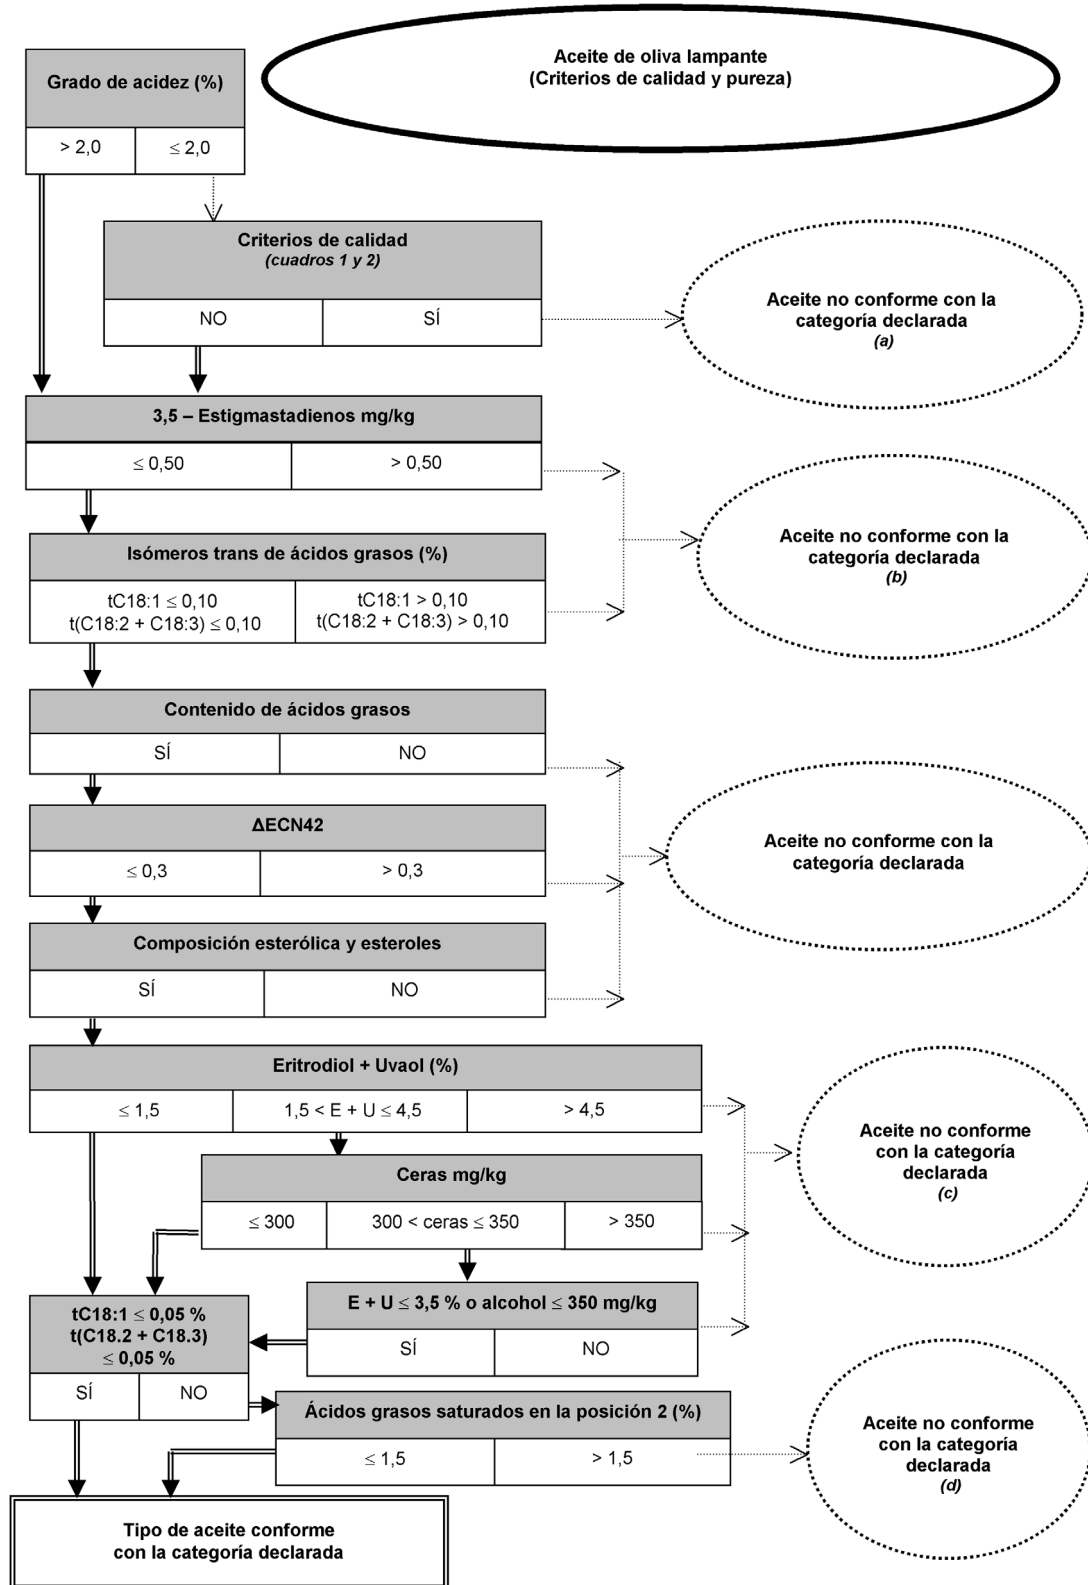 Aceite de oliva lampante
(Criterios de calidad y pureza)
Grado de acidez (%)
> 2,0
≤ 2,0
Criterios de calidad
(cuadros 1 y 2)
NO
SÍ
Aceite no conforme con la
categoría declarada
(a)
3,5 – Estigmastadienos mg/kg
≤ 0,50
> 0,50
Aceite no conforme con la
categoría declarada
(b)
Isómeros trans de ácidos grasos (%)
tC18:1 ≤ 0,10
t(C18:2 + C18:3) ≤ 0,10
tC18:1 > 0,10
t(C18:2 + C18:3) > 0,10
Contenido de ácidos grasos
SÍ
NO
ΔECN42
≤ 0,3
> 0,3
Aceite no conforme con la
categoría declarada
Composición esterólica y esteroles
SÍ
NO
Eritrodiol + Uvaol (%)
≤ 1,5
1,5 < E + U ≤ 4,5
> 4,5
Aceite no conforme
con la categoría
declarada
(c)
Ceras mg/kg
≤ 300
300 < ceras ≤ 350
> 350
E + U ≤ 3,5 % o alcohol ≤ 350 mg/kg
SÍ
NO
tC18:1 ≤ 0,05 %
t(C18.2 + C18.3)
≤ 0,05 %
SÍ
NO
Ácidos grasos saturados en la posición 2 (%)
≤ 1,5
> 1,5
Aceite no conforme
con la categoría
declarada
(d)
Tipo de aceite conforme
con la categoría declarada